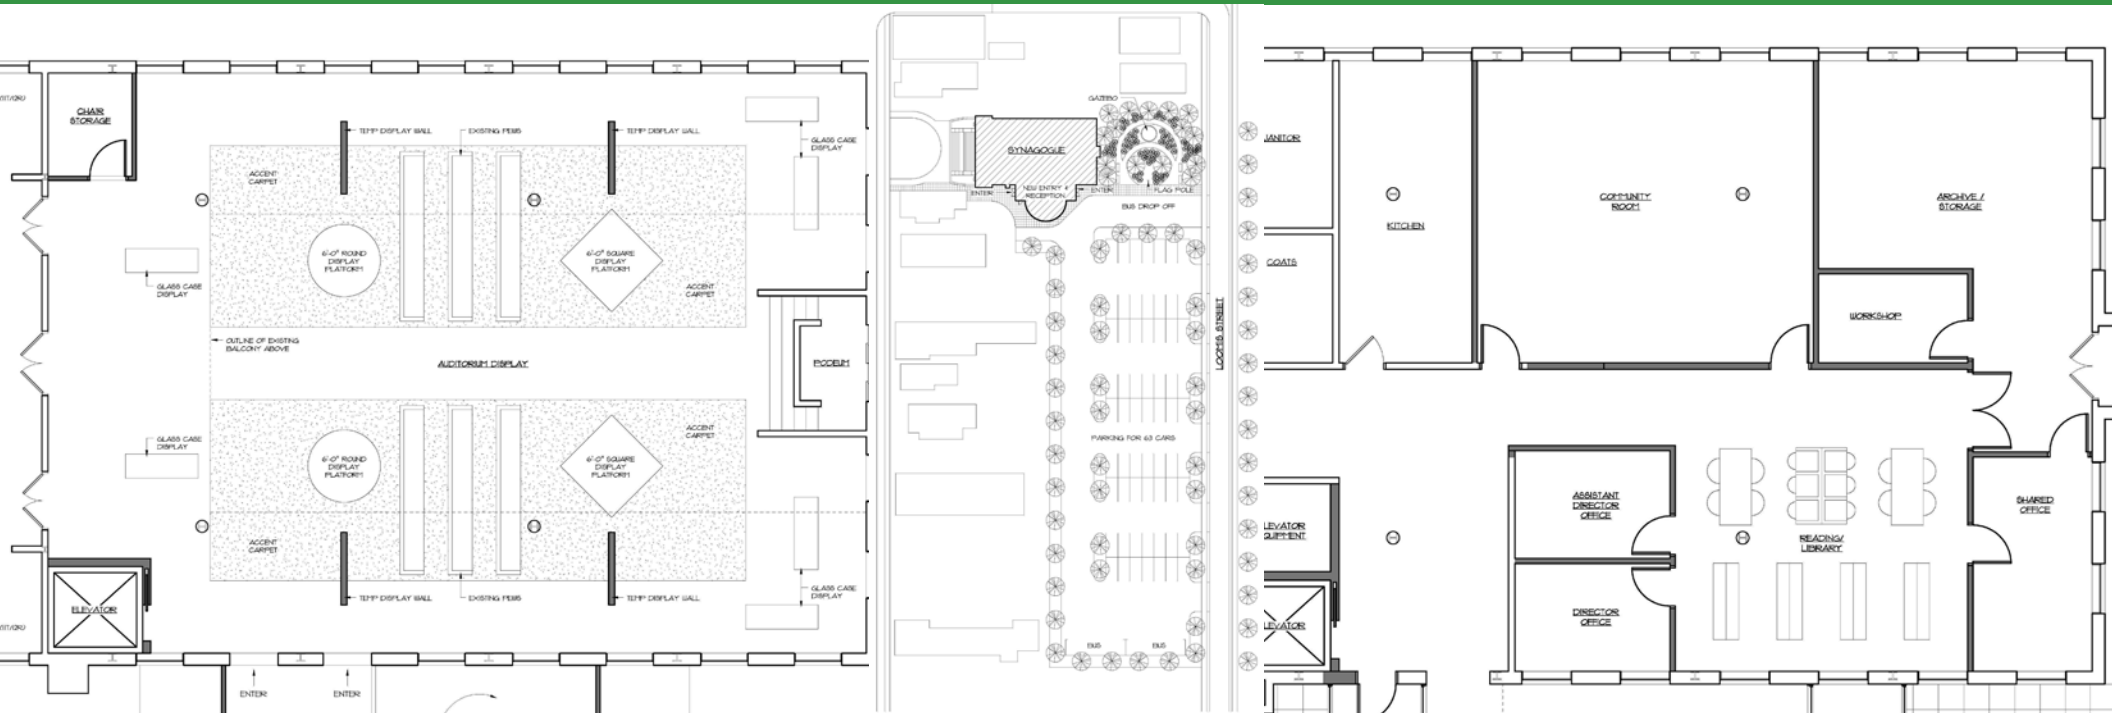 CHAIR
STORAGE
TEMP DISPLAY WALL
EXISTING PEWS
TEMP DISPLAY WALL
GLASS CASE
DISPLAY
ACCENT
CARPET
6'-0" ROUND
DISPLAY
PLATFORM
6'-0" SQUARE
DISPLAY
PLATFORM
GLASS CASE
DISPLAY
ACCENT
CARPET
OUTLINE OF EXISTING
BALCONY ABOVE
AUDITORIUM DISPLAY
PODIUM
GLASS CASE
DISPLAY
ACCENT
CARPET
6'-0" ROUND
DISPLAY
PLATFORM
6'-0" SQUARE
DISPLAY
PLATFORM
ACCENT
CARPET
GLASS CASE
DISPLAY
TEMP DISPLAY WALL
EXISTING PEWS
TEMP DISPLAY WALL
ELEVATOR
ENTER
ENTER
GAZEBO
SYNAGOGUE
NEW ENTRY &
RECEPTION
ENTER
ENTER
FLAG POLE
BUS DROP OFF
LOOMIS STREET
PARKING FOR 63 CARS
BUS
BUS
JANITOR
COATS
KITCHEN
COMMUNITY
ROOM
ARCHIVE /
STORAGE
WORKSHOP
ASSISTANT
DIRECTOR
OFFICE
READING/
LIBRARY
SHARED
OFFICE
LEVATOR
QUIPMENT
LEVATOR
DIRECTOR
OFFICE